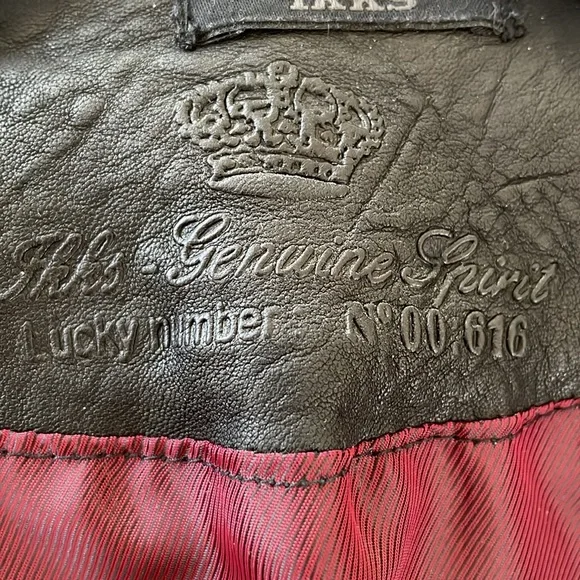 IKKS
Ikks - Genuine Spirit
Lucky number : N° 00.616